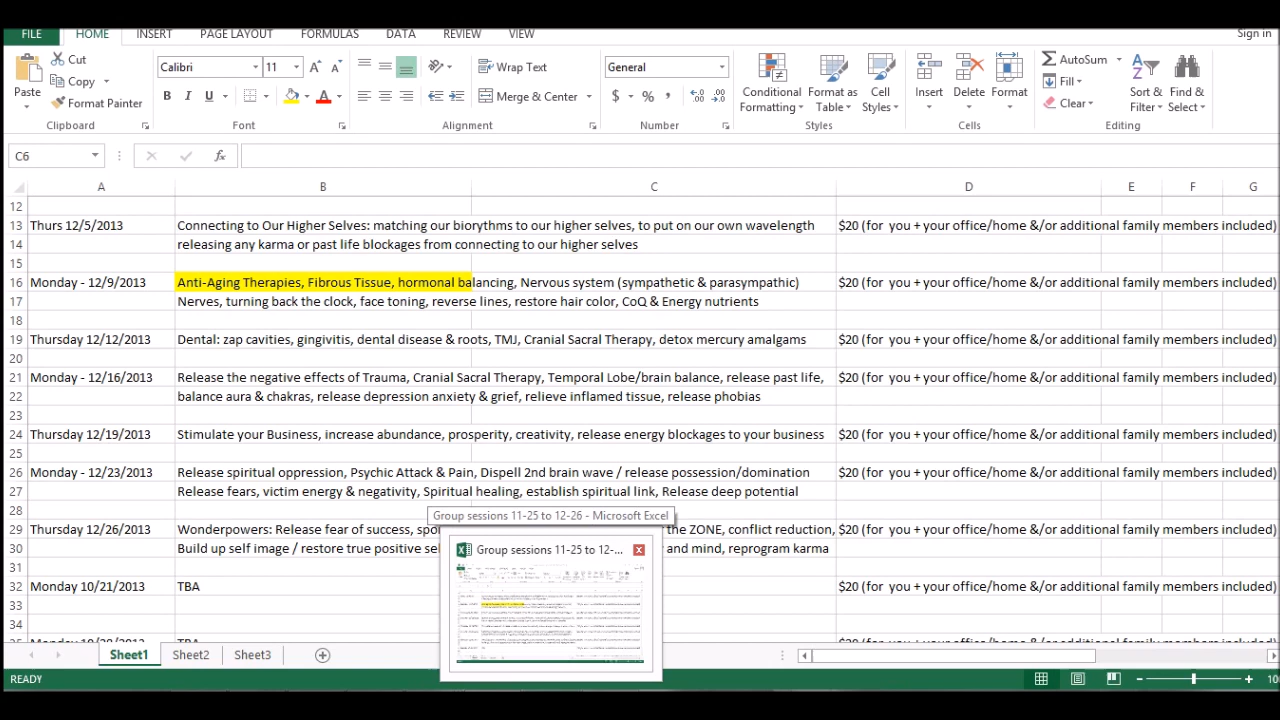 FILE HOME INSERT PAGE LAYOUT FORMULAS DATA REVIEW VIEW Sign in
Cut
Copy
Format Painter
Paste
Calibri 11
B I U A
Wrap Text
Merge & Center
General
$ % ,
Conditional Formatting
Format as Table
Cell Styles
Insert Delete Format
AutoSum
Fill
Clear
Sort & Filter
Find & Select
Clipboard Font Alignment Number Styles Cells Editing
C6 fx
A B C D E F G
12
13 Thurs 12/5/2013 Connecting to Our Higher Selves: matching our biorythms to our higher selves, to put on our own wavelength $20 (for you + your office/home &/or additional family members included)
14 releasing any karma or past life blockages from connecting to our higher selves
15
16 Monday - 12/9/2013 Anti-Aging Therapies, Fibrous Tissue, hormonal balancing, Nervous system (sympathetic & parasympathic) $20 (for you + your office/home &/or additional family members included)
17 Nerves, turning back the clock, face toning, reverse lines, restore hair color, CoQ & Energy nutrients
18
19 Thursday 12/12/2013 Dental: zap cavities, gingivitis, dental disease & roots, TMJ, Cranial Sacral Therapy, detox mercury amalgams $20 (for you + your office/home &/or additional family members included)
20
21 Monday - 12/16/2013 Release the negative effects of Trauma, Cranial Sacral Therapy, Temporal Lobe/brain balance, release past life, $20 (for you + your office/home &/or additional family members included)
22 balance aura & chakras, release depression anxiety & grief, relieve inflamed tissue, release phobias
23
24 Thursday 12/19/2013 Stimulate your Business, increase abundance, prosperity, creativity, release energy blockages to your business $20 (for you + your office/home &/or additional family members included)
25
26 Monday - 12/23/2013 Release spiritual oppression, Psychic Attack & Pain, Dispell 2nd brain wave / release possession/domination $20 (for you + your office/home &/or additional family members included)
27 Release fears, victim energy & negativity, Spiritual healing, establish spiritual link, Release deep potential
28
Group sessions 11-25 to 12-26 - Microsoft Excel
29 Thursday 12/26/2013 Wonderpowers: Release fear of success, the ZONE, conflict reduction, $20 (for you + your office/home &/or additional family members included)
30 Build up self image / restore true positive and mind, reprogram karma
Group sessions 11-25 to 12-...
31
32 Monday 10/21/2013 TBA $20 (for you + your office/home &/or additional family members included)
33
34
Sheet1 Sheet2 Sheet3
READY